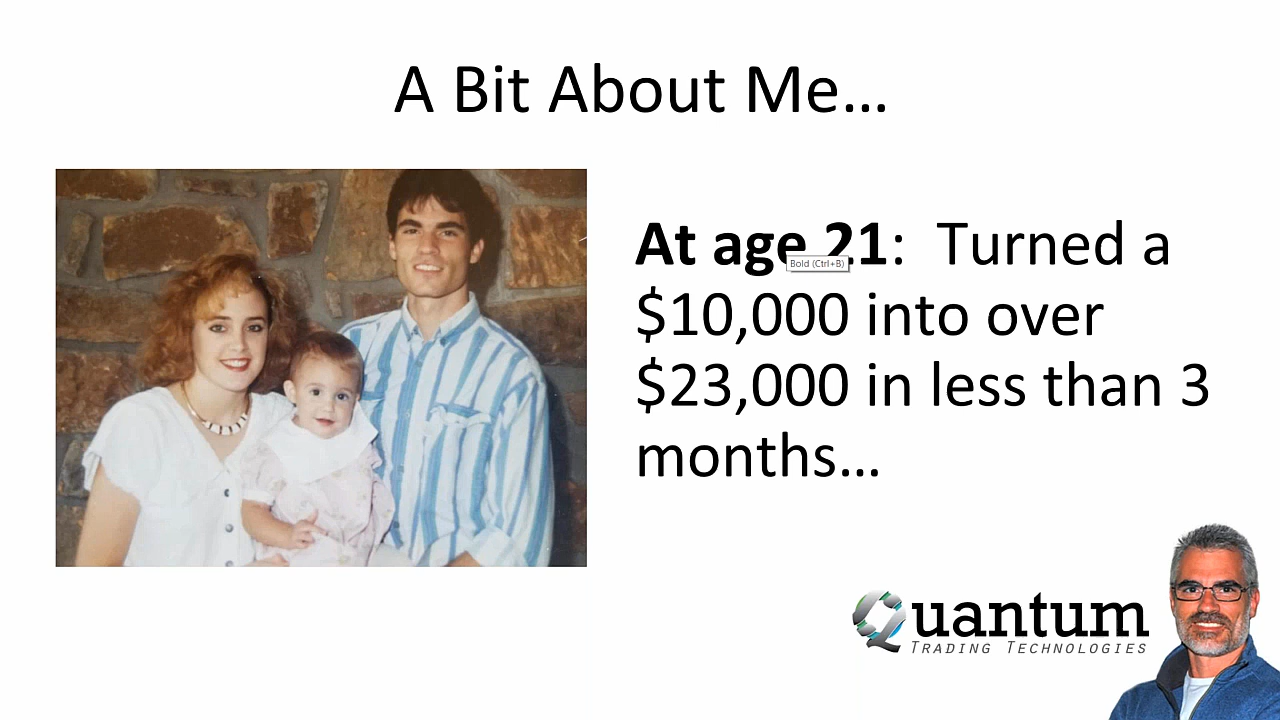 A Bit About Me…
At age 21:  Turned a
Bold (Ctrl+B)
$10,000 into over
$23,000 in less than 3
months…
Quantum
TRADING TECHNOLOGIES